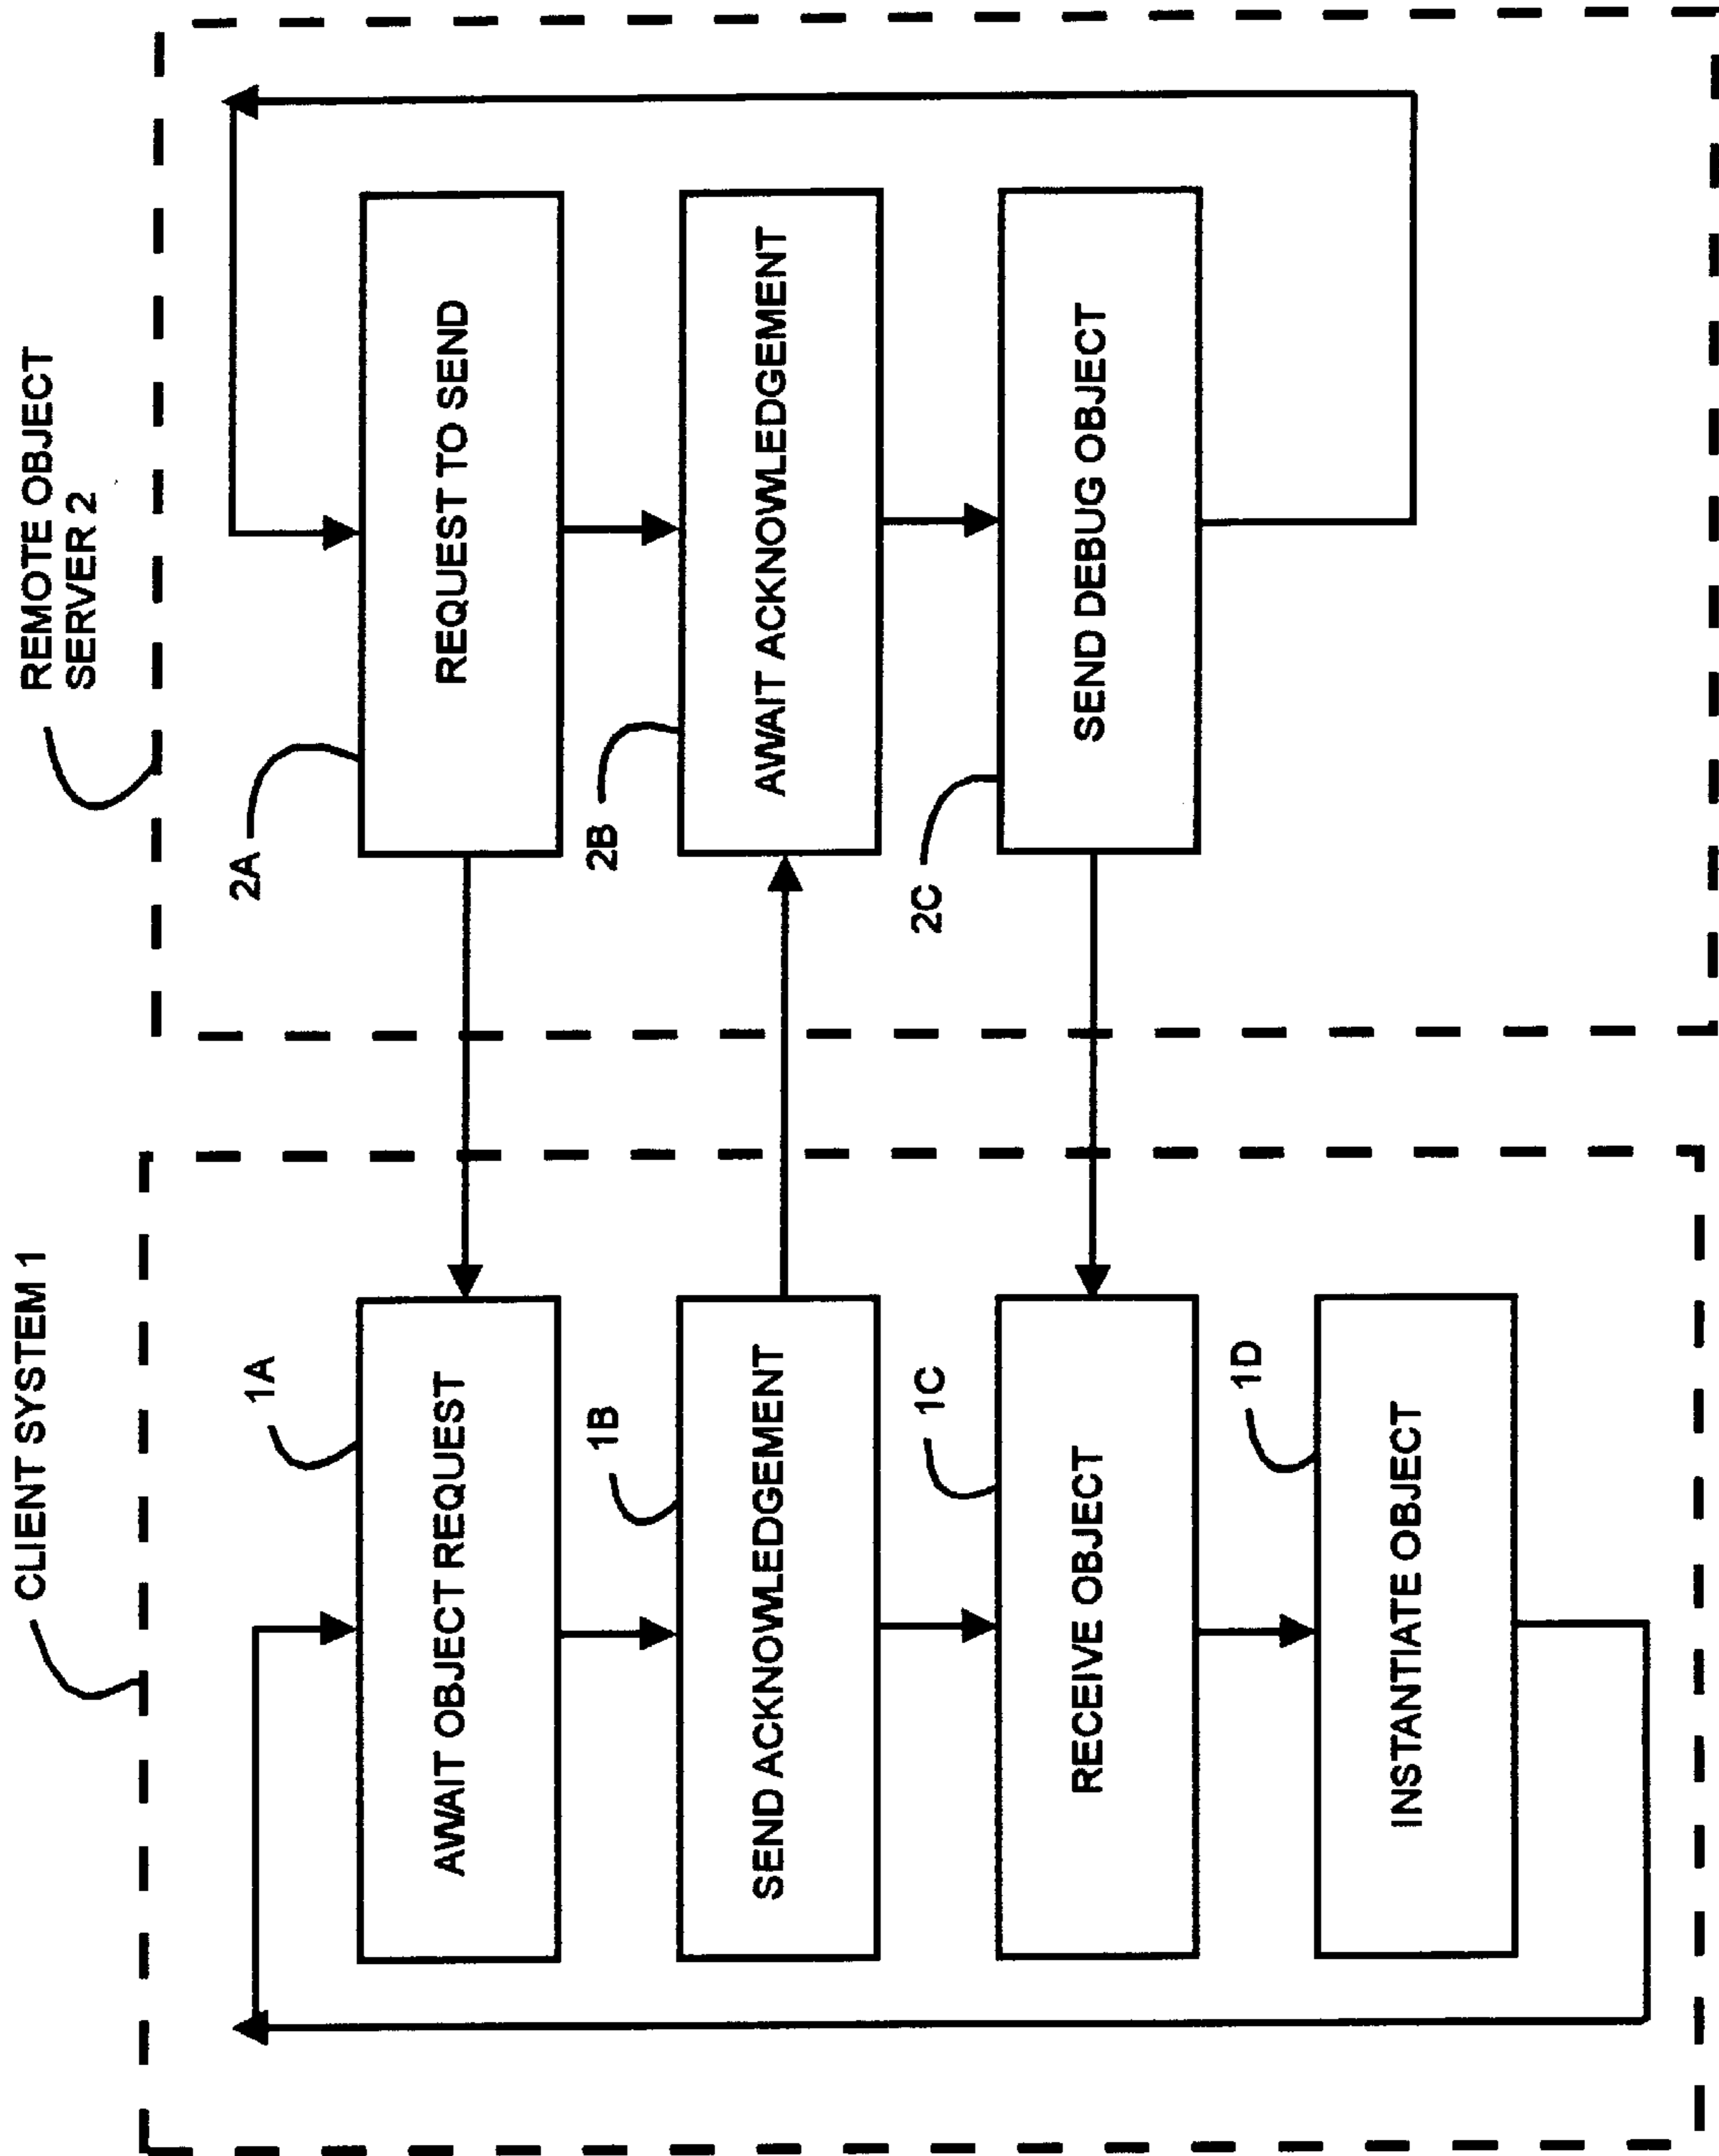 CLIENT SYSTEM 1
1A
AWAIT OBJECT REQUEST
1B
SEND ACKNOWLEDGEMENT
1C
RECEIVE OBJECT
1D
INSTANTIATE OBJECT
REMOTE OBJECT
SERVER 2
2A
REQUEST TO SEND
2B
AWAIT ACKNOWLEDGEMENT
2C
SEND DEBUG OBJECT